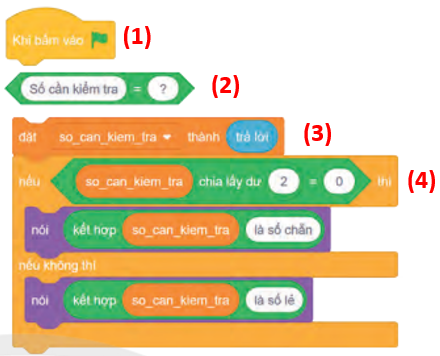 Khi bấm vào (1)
Số cần kiểm tra = ? (2)
đặt so_can_kiem_tra thành trả lời (3)
nếu so_can_kiem_tra chia lấy dư 2 = 0 thì (4)
nói kết hợp so_can_kiem_tra là số chẵn
nếu không thì
nói kết hợp so_can_kiem_tra là số lẻ